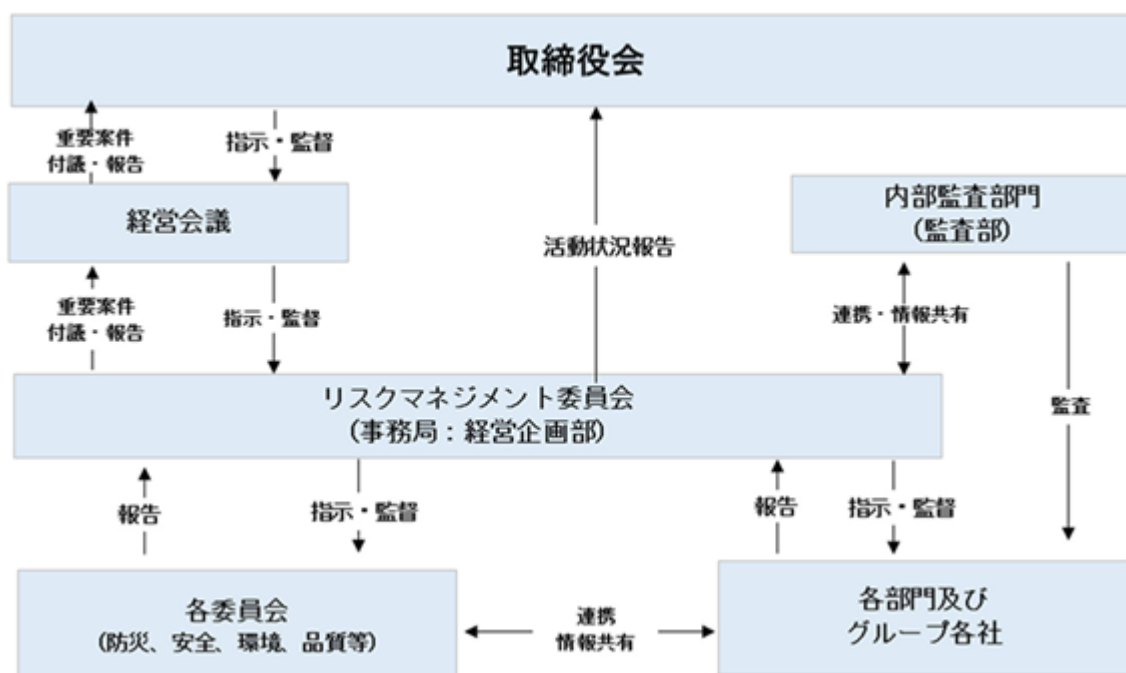 取締役会
重要案件
付議・報告
指示・監督
経営会議
活動状況報告
内部監査部門
(監査部)
重要案件
付議・報告
指示・監督
連携・情報共有
監査
リスクマネジメント委員会
(事務局：経営企画部)
報告
指示・監督
報告
指示・監督
各委員会
(防災、安全、環境、品質等)
連携
情報共有
各部門及び
グループ各社